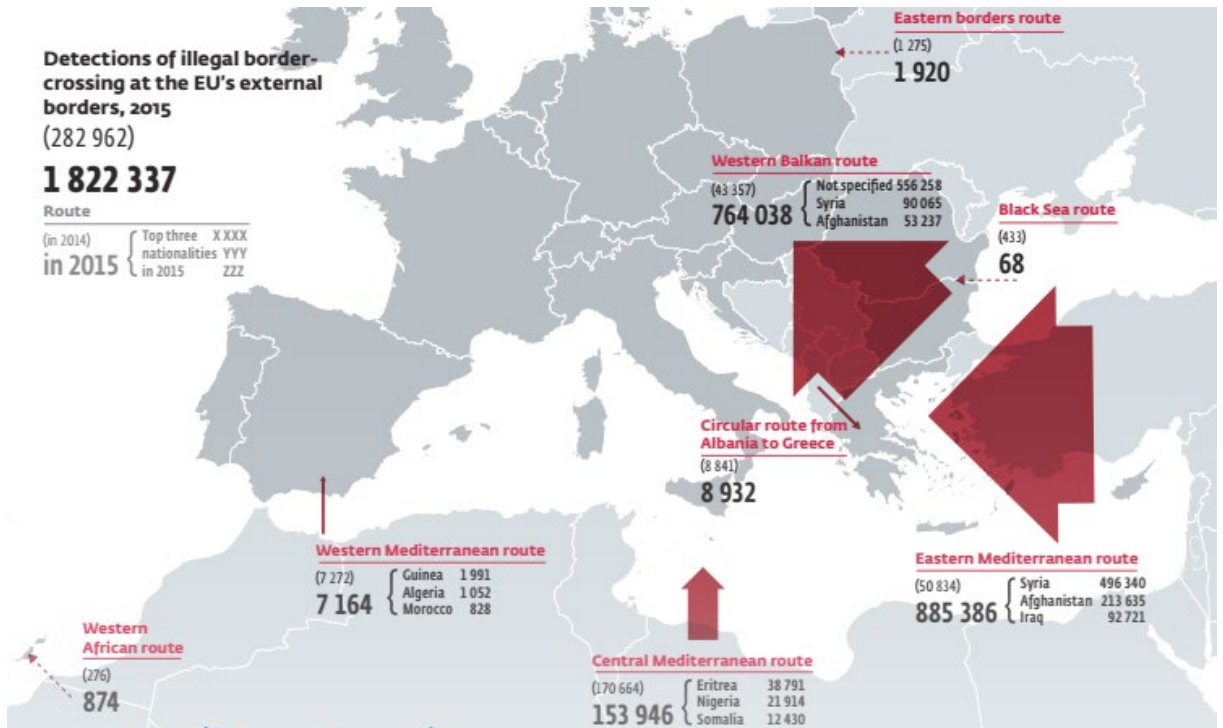 Detections of illegal border-
crossing at the EU's external
borders, 2015
(282 962)
1 822 337
Route
(in 2014)
in 2015
Top three XXXX
nationalities YYY
in 2015 ZZZ
Eastern borders route
(1 275)
1 920
Western Balkan route
(43 357)
764 038
Not specified 556 258
Syria 90 065
Afghanistan 53 237
Black Sea route
(433)
68
Circular route from
Albania to Greece
(8 841)
8 932
Western Mediterranean route
(7 272)
7 164
Guinea 1 991
Algeria 1 052
Morocco 828
Eastern Mediterranean route
(50 834)
885 386
Syria 496 340
Afghanistan 213 635
Iraq 92 721
Western
African route
(276)
874
Central Mediterranean route
(170 664)
153 946
Eritrea 38 791
Nigeria 21 914
Somalia 12 430